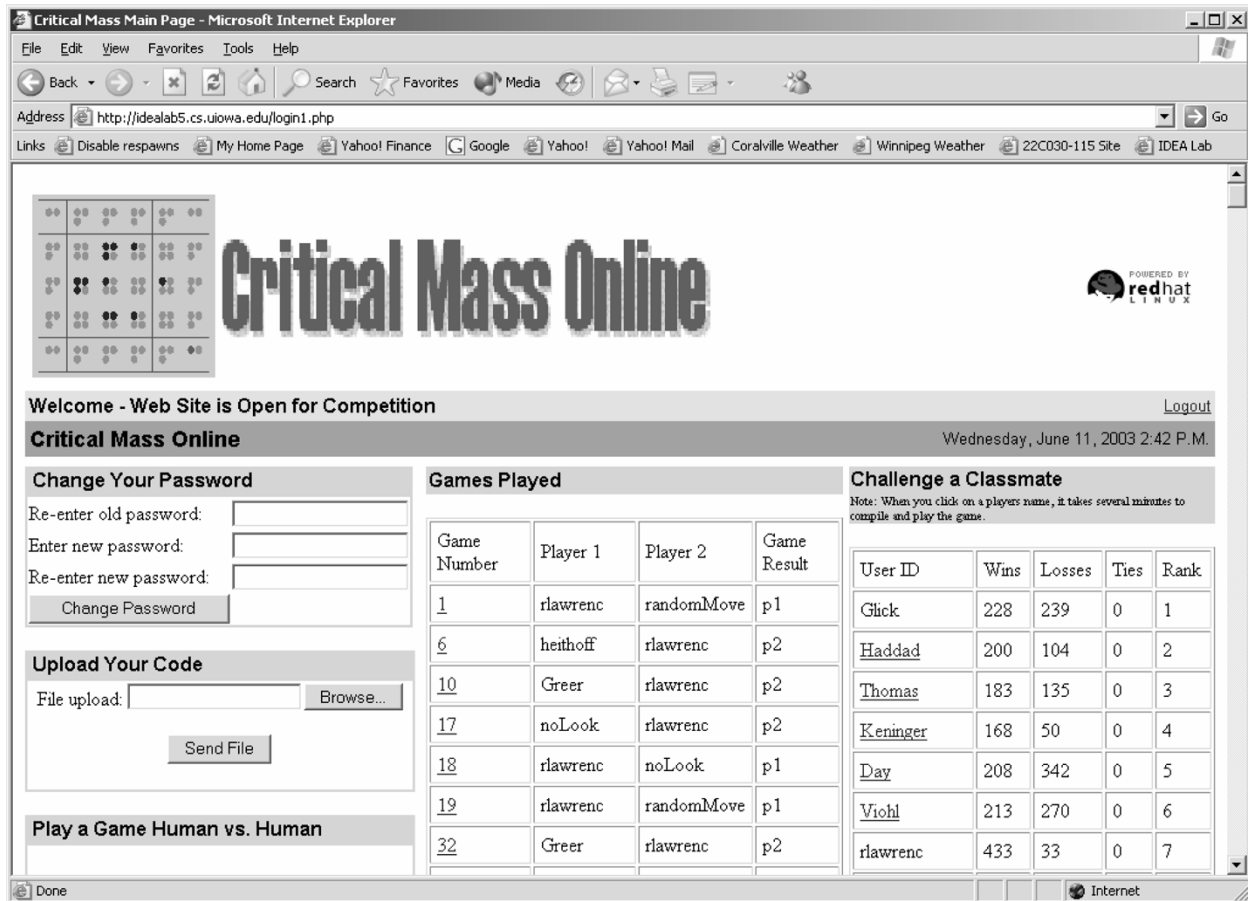 Critical Mass Main Page - Microsoft Internet Explorer
File Edit View Favorites Tools Help
Back Search Favorites Media
Address http://idealab5.cs.uiowa.edu/login1.php Go
Links Disable respawns My Home Page Yahoo! Finance Google Yahoo! Yahoo! Mail Coralville Weather Winnipeg Weather 22C030-115 Site IDEA Lab
Critical Mass Online
POWERED BY
redhat
LINUX
Welcome - Web Site is Open for Competition Logout
Critical Mass Online Wednesday, June 11, 2003 2:42 P.M.
Change Your Password
Re-enter old password:
Enter new password:
Re-enter new password:
Change Password
Upload Your Code
File upload: Browse...
Send File
Play a Game Human vs. Human
Games Played
Game Number Player 1 Player 2 Game Result
1 rlawrenc randomMove p1
6 heithoff rlawrenc p2
10 Greer rlawrenc p2
17 noLook rlawrenc p2
18 rlawrenc noLook p1
19 rlawrenc randomMove p1
32 Greer rlawrenc p2
Challenge a Classmate
Note: When you click on a players name, it takes several minutes to
compile and play the game.
User ID Wins Losses Ties Rank
Glick 228 239 0 1
Haddad 200 104 0 2
Thomas 183 135 0 3
Keninger 168 50 0 4
Day 208 342 0 5
Viohl 213 270 0 6
rlawrenc 433 33 0 7
Done Internet